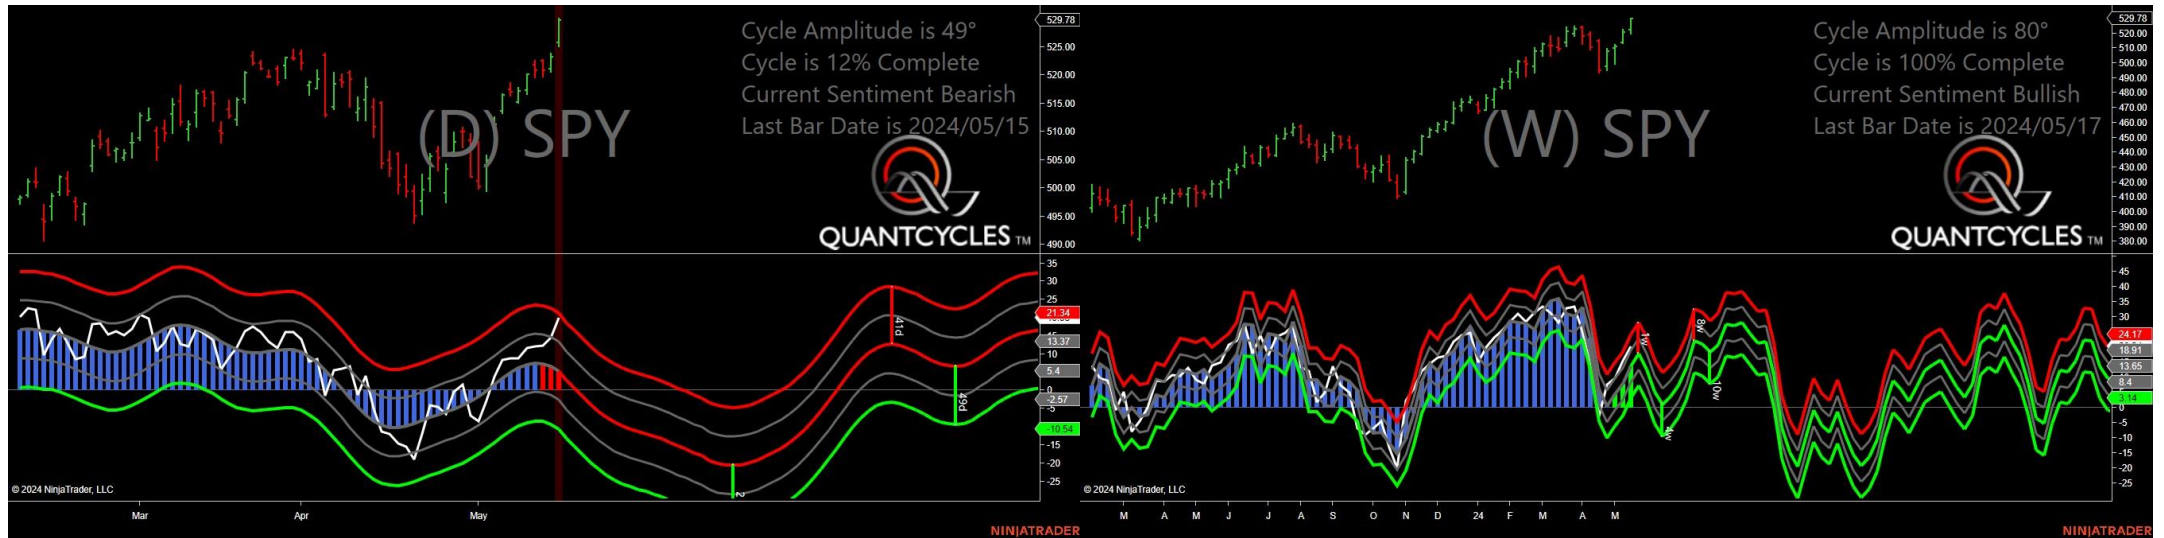 Cycle Amplitude is 49°
Cycle is 12% Complete
Current Sentiment Bearish
Last Bar Date is 2024/05/15
(D) SPY
QUANTCYCLES TM
529.78
525.00
520.00
515.00
510.00
505.00
500.00
495.00
490.00
35
30
25
21.34
13.37
10
5.4
0
-2.57
-5
-10.54
-15
-20
-25
41d
49d
2
© 2024 NinjaTrader, LLC
Mar
Apr
May
NINJATRADER
Cycle Amplitude is 80°
Cycle is 100% Complete
Current Sentiment Bullish
Last Bar Date is 2024/05/17
(W) SPY
QUANTCYCLES TM
529.78
520.00
510.00
500.00
490.00
480.00
470.00
460.00
450.00
440.00
430.00
420.00
410.00
400.00
390.00
380.00
45
40
35
30
24.17
18.91
13.65
8.4
3.14
0
-5
-10
-15
-20
-25
1w
8w
4w
10w
© 2024 NinjaTrader, LLC
M
A
M
J
J
A
S
O
N
D
24
F
M
A
M
NINJATRADER